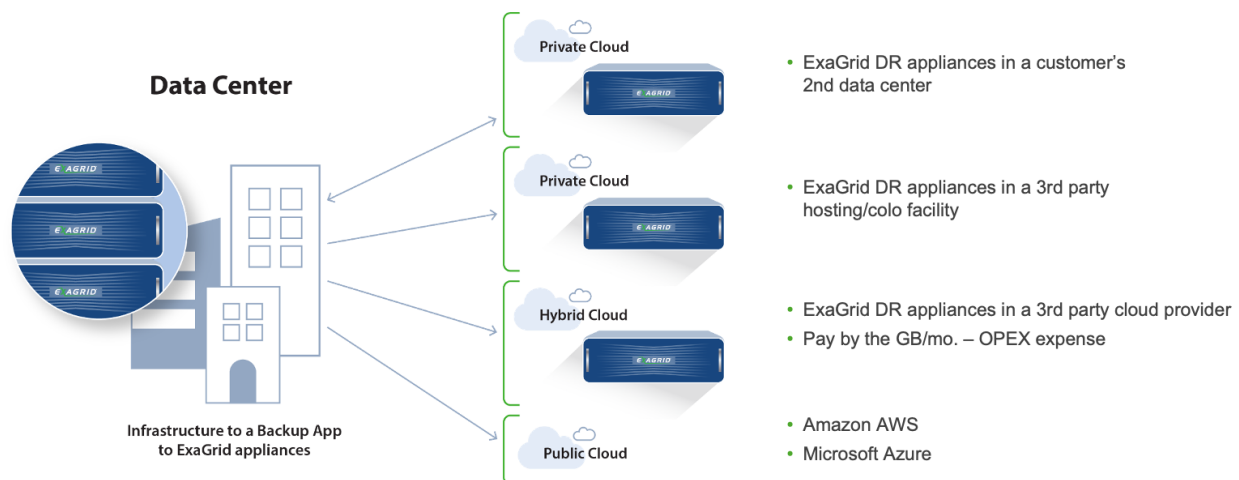 Data Center
EXAGRID
EXAGRID
EXAGRID
Infrastructure to a Backup App
to ExaGrid appliances
Private Cloud
EXAGRID
• ExaGrid DR appliances in a customer's
2nd data center
Private Cloud
EXAGRID
• ExaGrid DR appliances in a 3rd party
hosting/colo facility
Hybrid Cloud
EXAGRID
• ExaGrid DR appliances in a 3rd party cloud provider
• Pay by the GB/mo. – OPEX expense
Public Cloud
• Amazon AWS
• Microsoft Azure